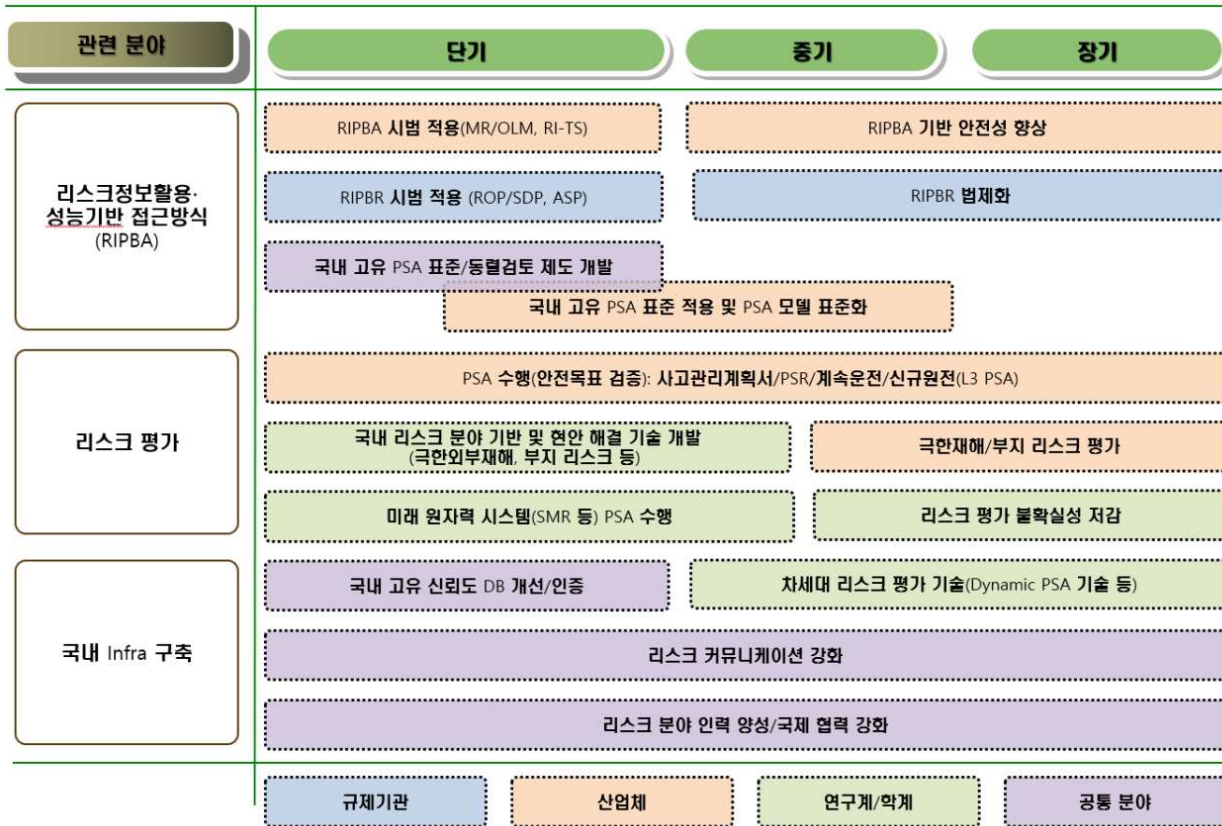 관련 분야
단기
중기
장기
리스크정보활용·
성능기반 접근방식
(RIPBA)
RIPBA 시범 적용(MR/OLM, RI-TS)
RIPBA 기반 안전성 향상
RIPBR 시범 적용 (ROP/SDP, ASP)
RIPBR 법제화
국내 고유 PSA 표준/동렬검토 제도 개발
국내 고유 PSA 표준 적용 및 PSA 모델 표준화
리스크 평가
PSA 수행(안전목표 검증): 사고관리계획서/PSR/계속운전/신규원전(L3 PSA)
국내 리스크 분야 기반 및 현안 해결 기술 개발
(극한외부재해, 부지 리스크 등)
극한재해/부지 리스크 평가
미래 원자력 시스템(SMR 등) PSA 수행
리스크 평가 불확실성 저감
국내 Infra 구축
국내 고유 신뢰도 DB 개선/인증
차세대 리스크 평가 기술(Dynamic PSA 기술 등)
리스크 커뮤니케이션 강화
리스크 분야 인력 양성/국제 협력 강화
규제기관
산업체
연구계/학계
공통 분야